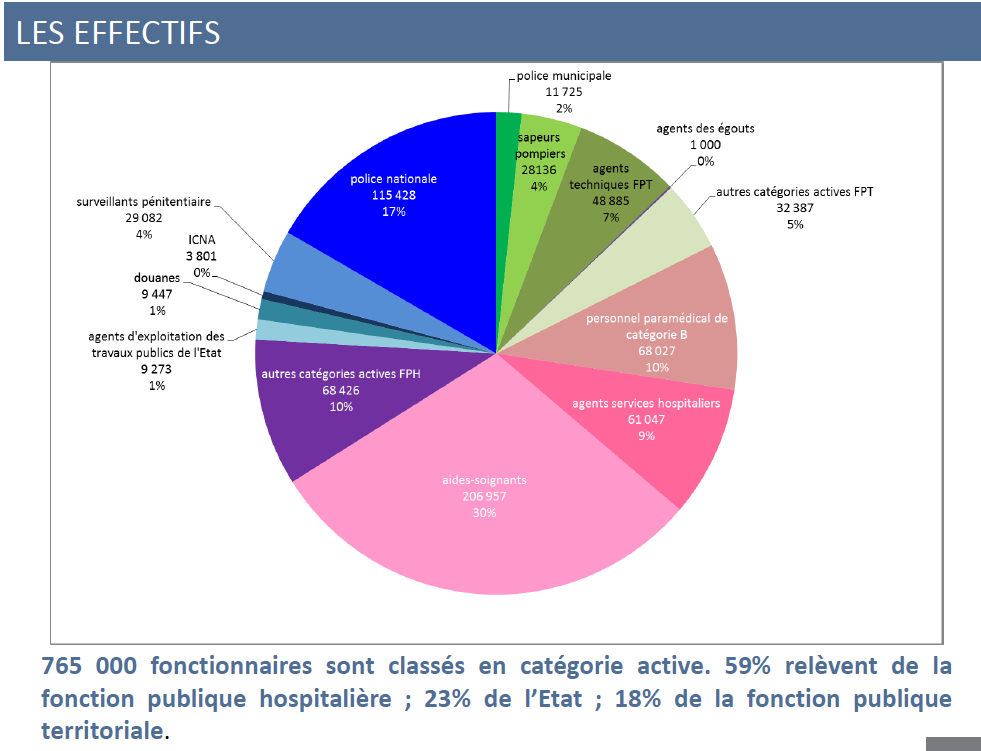 LES EFFECTIFS
police municipale
11 725
2%
sapeurs
pompiers
28136
4%
agents
techniques FPT
48 885
7%
agents des égouts
1 000
0%
autres catégories actives FPT
32 387
5%
personnel paramédical de
catégorie B
68 027
10%
agents services hospitaliers
61 047
9%
aides-soignants
206 957
30%
autres catégories actives FPH
68 426
10%
agents d'exploitation des
travaux publics de l'Etat
9 273
1%
douanes
9 447
1%
ICNA
3 801
0%
surveillants pénitentiaire
29 082
4%
police nationale
115 428
17%
765 000 fonctionnaires sont classés en catégorie active. 59% relèvent de la
fonction publique hospitalière ; 23% de l’Etat ; 18% de la fonction publique
territoriale.